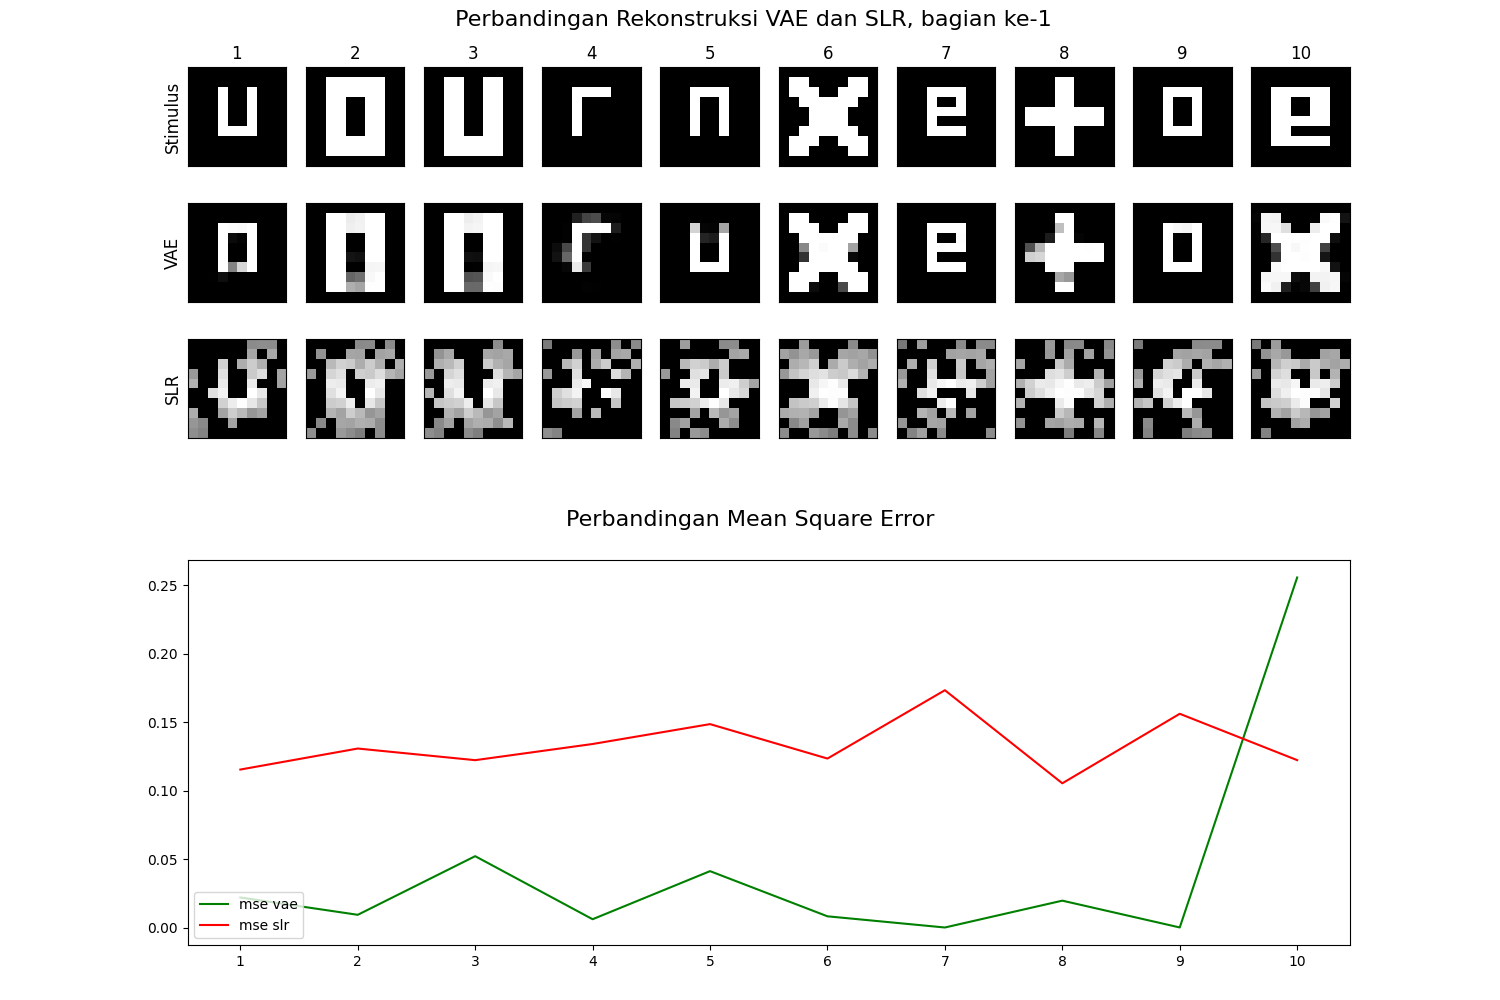 Perbandingan Rekonstruksi VAE dan SLR, bagian ke-1
1 2 3 4 5 6 7 8 9 10
Stimulus
u o u r n x e + o e
VAE
SLR
Perbandingan Mean Square Error
0.25
0.20
0.15
0.10
0.05
0.00
mse vae
mse slr
1 2 3 4 5 6 7 8 9 10